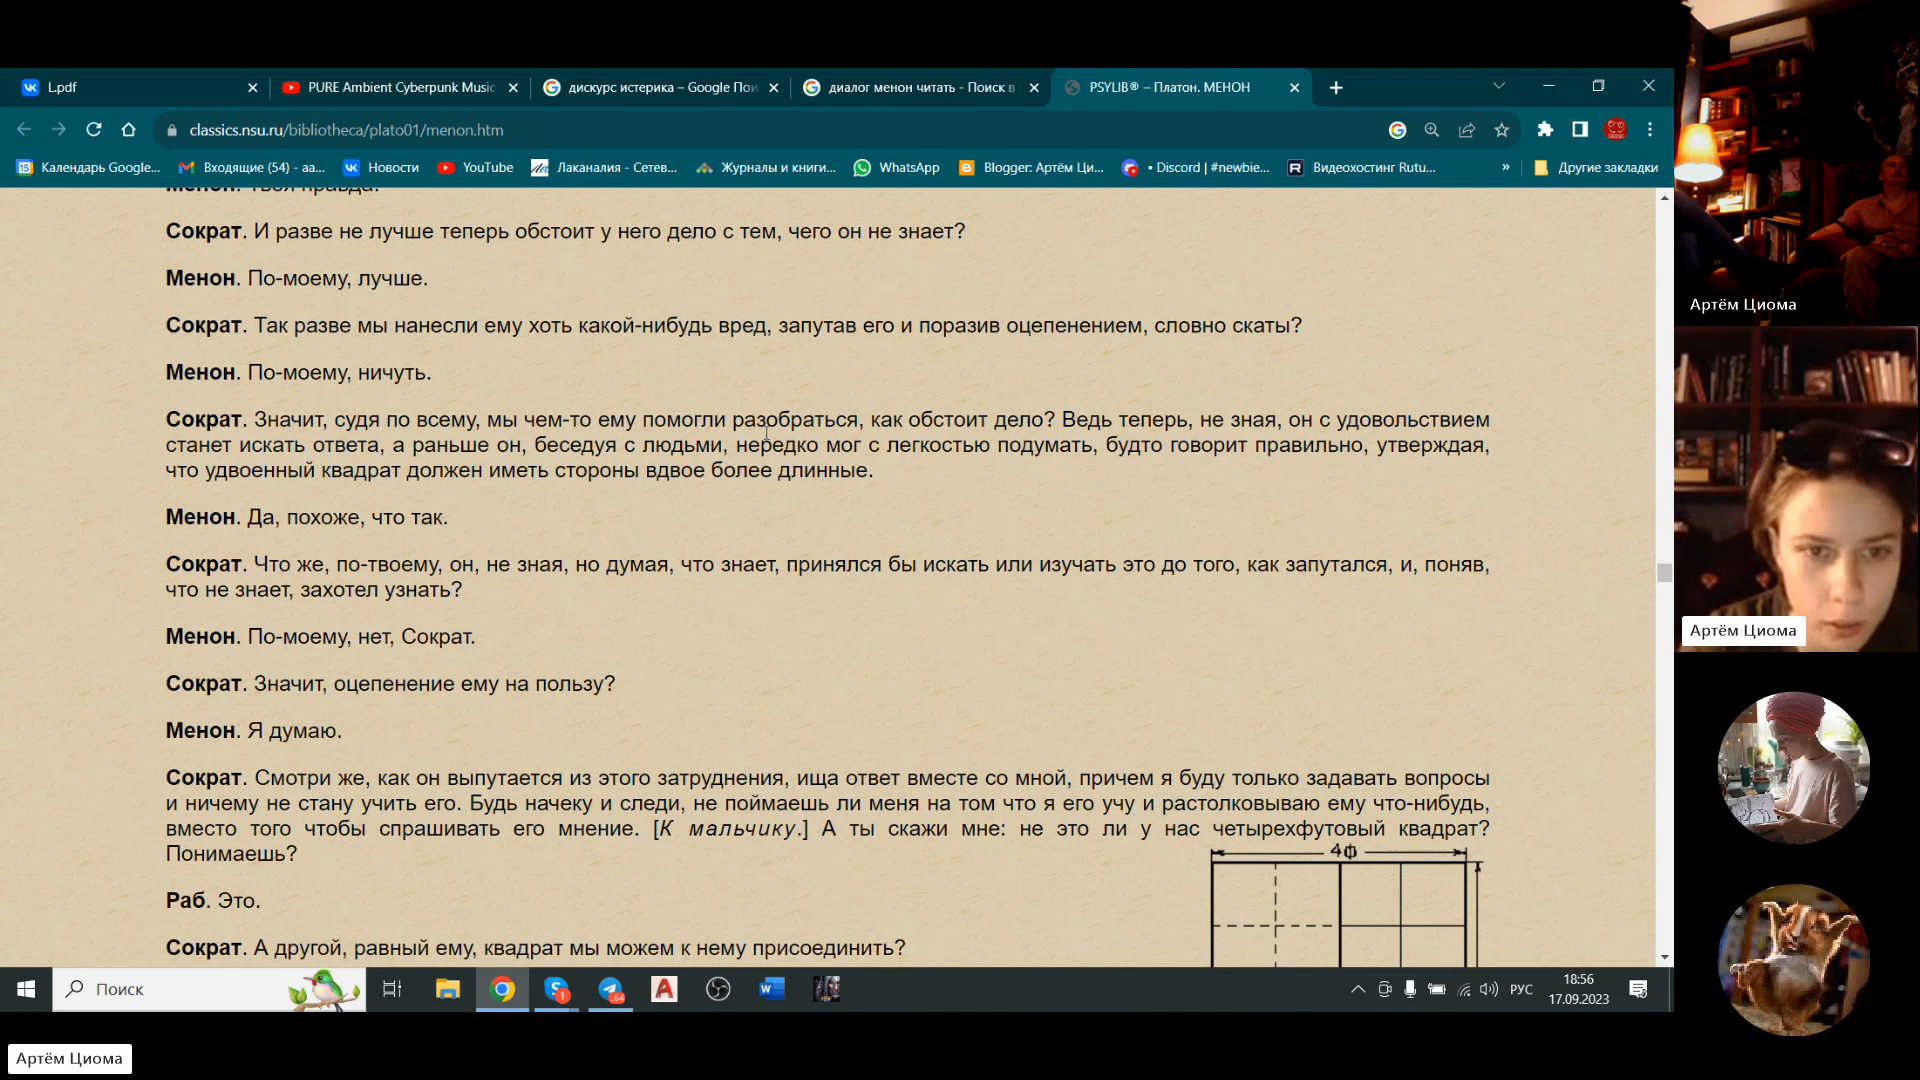 L.pdf
PURE Ambient Cyberpunk Music
дискурс истерика – Google Пои
диалог менон читать - Поиск в
PSYLIB® – Платон. МЕНОН
classics.nsu.ru/bibliotheca/plato01/menon.htm
Календарь Google...
Входящие (54) - aa...
Новости
YouTube
Лаканалия - Сетев...
Журналы и книги...
WhatsApp
Blogger: Артём Ци...
• Discord | #newbie...
Видеохостинг Rutu...
»
Другие закладки
Менон. Твоя правда.
Сократ. И разве не лучше теперь обстоит у него дело с тем, чего он не знает?
Менон. По-моему, лучше.
Сократ. Так разве мы нанесли ему хоть какой-нибудь вред, запутав его и поразив оцепенением, словно скаты?
Менон. По-моему, ничуть.
Сократ. Значит, судя по всему, мы чем-то ему помогли разобраться, как обстоит дело? Ведь теперь, не зная, он с удовольствием
станет искать ответа, а раньше он, беседуя с людьми, нередко мог с легкостью подумать, будто говорит правильно, утверждая,
что удвоенный квадрат должен иметь стороны вдвое более длинные.
Менон. Да, похоже, что так.
Сократ. Что же, по-твоему, он, не зная, но думая, что знает, принялся бы искать или изучать это до того, как запутался, и, поняв,
что не знает, захотел узнать?
Менон. По-моему, нет, Сократ.
Сократ. Значит, оцепенение ему на пользу?
Менон. Я думаю.
Сократ. Смотри же, как он выпутается из этого затруднения, ища ответ вместе со мной, причем я буду только задавать вопросы
и ничему не стану учить его. Будь начеку и следи, не поймаешь ли меня на том что я его учу и растолковываю ему что-нибудь,
вместо того чтобы спрашивать его мнение. [К мальчику.] А ты скажи мне: не это ли у нас четырехфутовый квадрат?
Понимаешь?
4ф
Раб. Это.
Сократ. А другой, равный ему, квадрат мы можем к нему присоединить?
Поиск
РУС
18:56
17.09.2023
Артём Циома
Артём Циома
Артём Циома